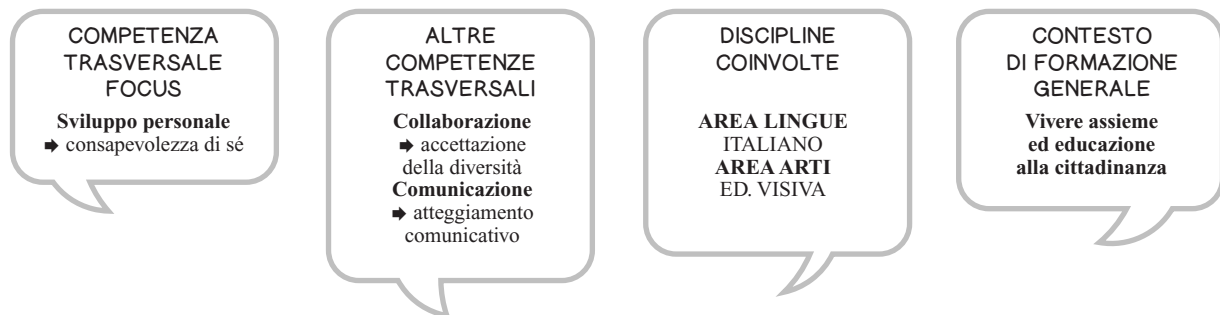 COMPETENZA
TRASVERSALE
FOCUS
Sviluppo personale
➡ consapevolezza di sé
ALTRE
COMPETENZE
TRASVERSALI
Collaborazione
➡ accettazione
della diversità
Comunicazione
➡ atteggiamento
comunicativo
DISCIPLINE
COINVOLTE
AREA LINGUE
ITALIANO
AREA ARTI
ED. VISIVA
CONTESTO
DI FORMAZIONE
GENERALE
Vivere assieme
ed educazione
alla cittadinanza